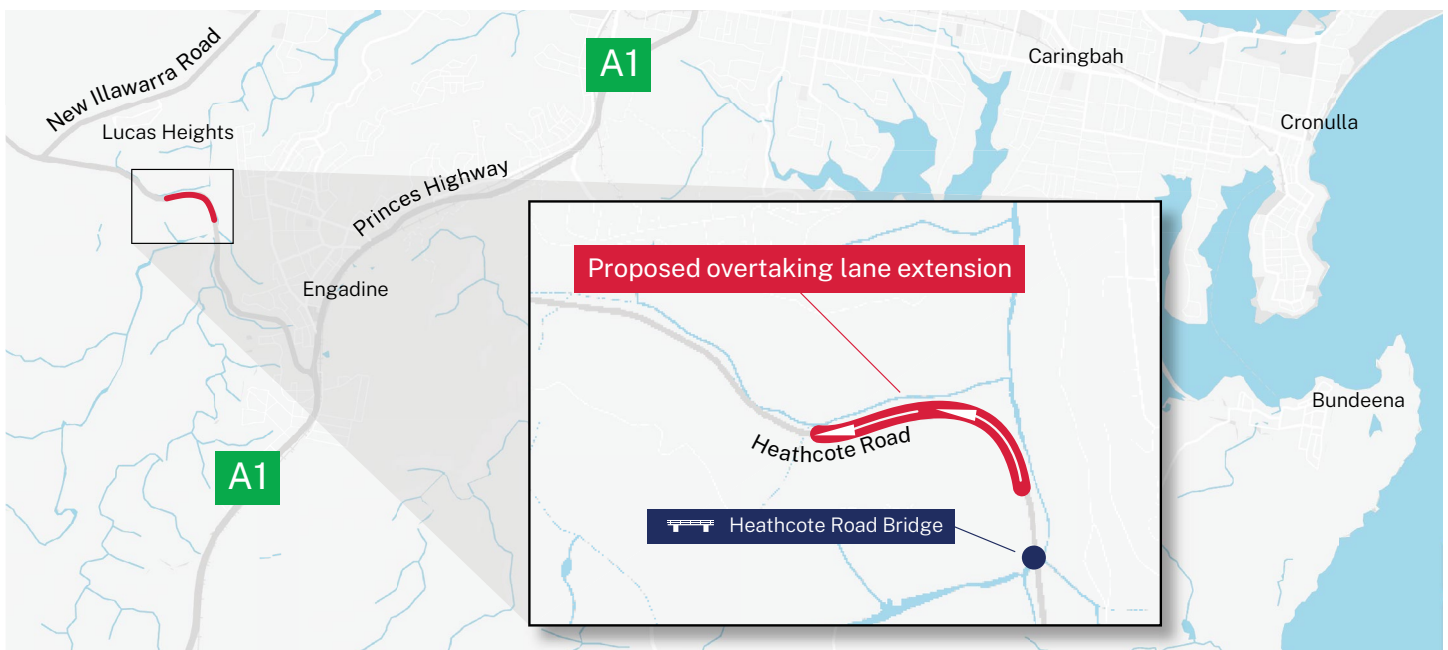 A1
Caringbah
New Illawarra Road
Lucas Heights
Cronulla
Princes Highway
Proposed overtaking lane extension
Engadine
Bundeena
Heathcote Road
A1
Heathcote Road Bridge